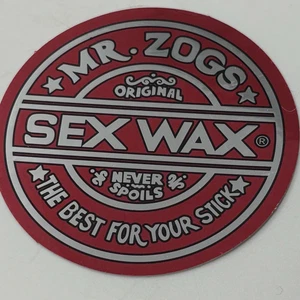 MR. ZOGS
ORIGINAL
SEX WAX®
NEVER
SPOILS
THE BEST FOR YOUR STICK